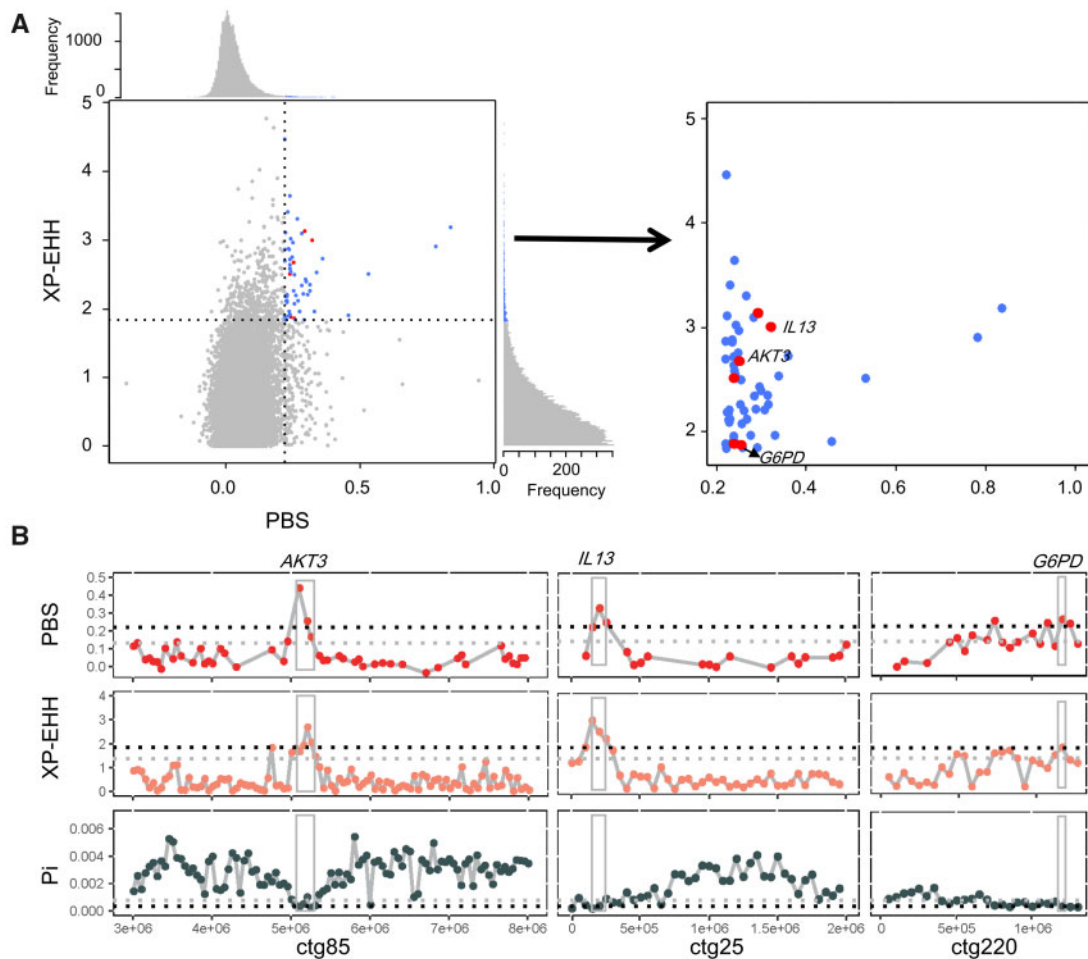 A
Frequency
1000
0
XP-EHH
5
4
3
2
1
0
0.0
0.5
1.0
PBS
0
200
Frequency
5
4
3
2
0.2
0.4
0.6
0.8
1.0
IL13
AKT3
G6PD
B
AKT3
IL13
G6PD
PBS
0.5
0.4
0.3
0.2
0.1
0.0
XP-EHH
4
3
2
1
0
Pi
0.006
0.004
0.002
0.000
3e+06
4e+06
5e+06
6e+06
7e+06
8e+06
0
5e+05
1e+06
1e+06
2e+06
0
5e+05
1e+06
ctg85
ctg25
ctg220